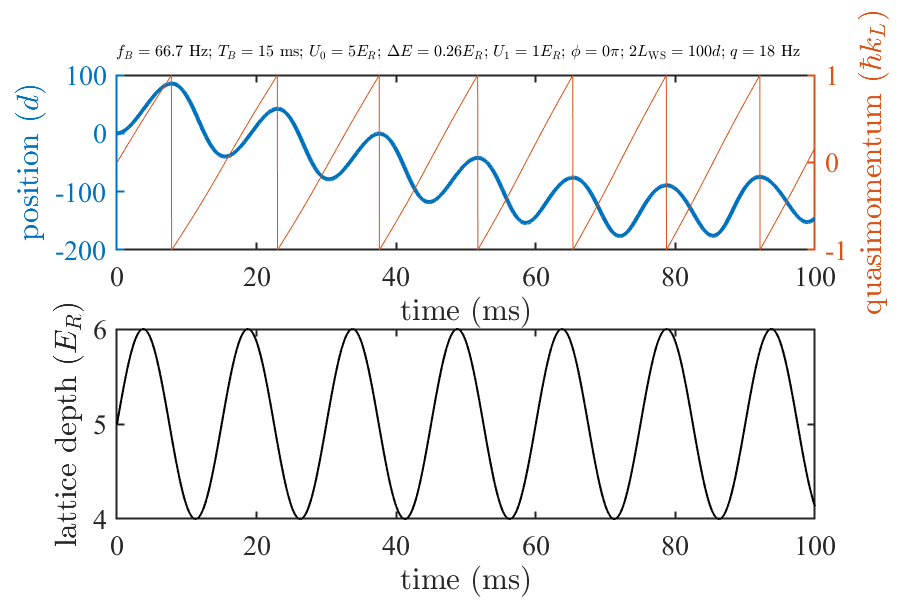 f_B = 66.7 Hz; T_B = 15 ms; U_0 = 5E_R; ΔE = 0.26E_R; U_1 = 1E_R; ϕ = 0π; 2L_WS = 100d; q = 18 Hz
position (d)
100
0
-100
-200
1
0
-1
quasimomentum (ħk_L)
0 20 40 60 80 100
time (ms)
lattice depth (E_R)
6
5
4
0 20 40 60 80 100
time (ms)